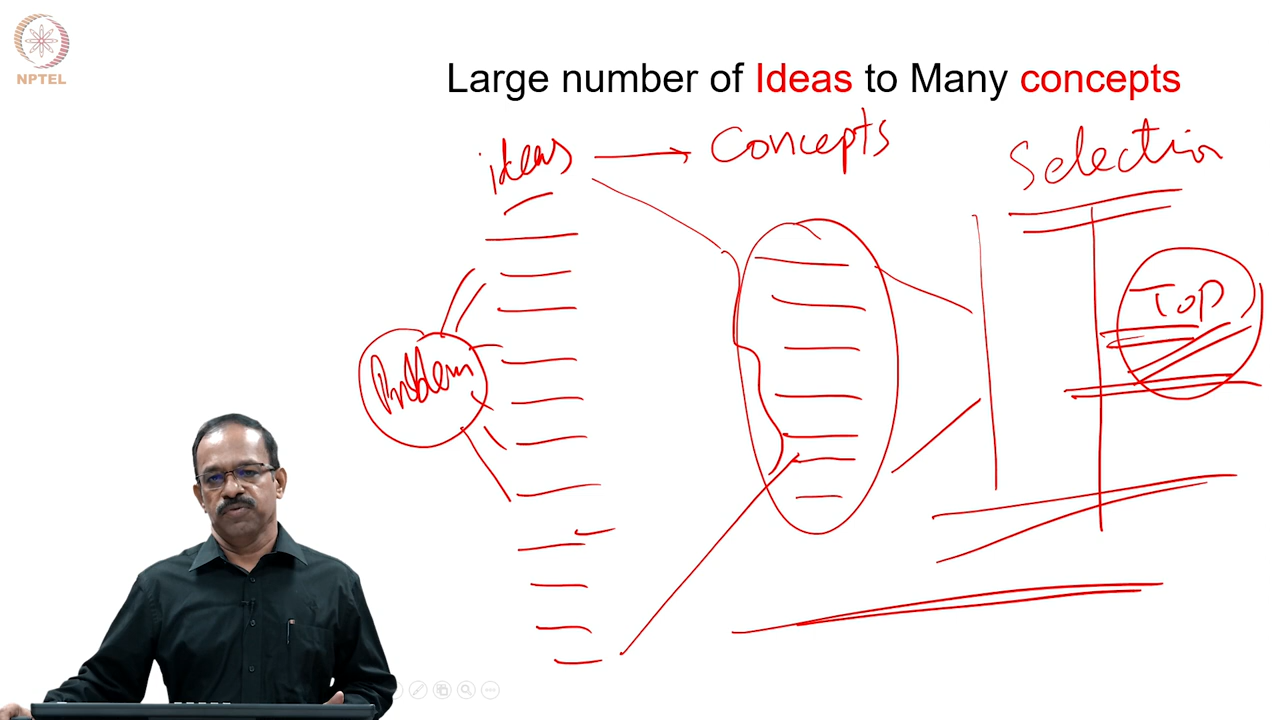 NPTEL
Large number of Ideas to Many concepts
ideas
Concepts
Selection
Top
Problem